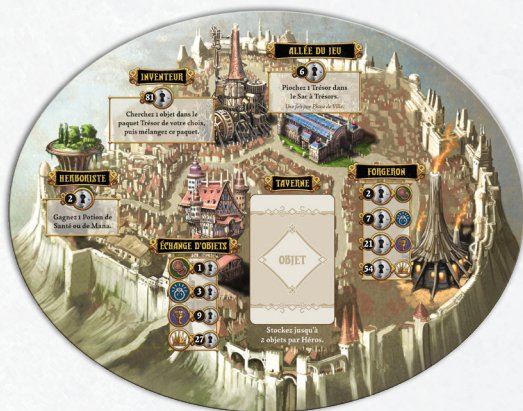 ALLÉE DU JEU
6
Piochez 1 Trésor dans
le Sac à Trésors.
Une fois par Phase de Ville.
INVENTEUR
81
Cherchez 1 objet dans le
paquet Trésor de votre choix,
puis mélangez ce paquet.
HERBORISTE
2
Gagnez 1 Potion de
Santé ou de Mana.
TAVERNE
OBJET
Stockez jusqu'à
2 objets par Héros.
FORGERON
2
7
21
54
ÉCHANGE D'OBJETS
1
3
9
27